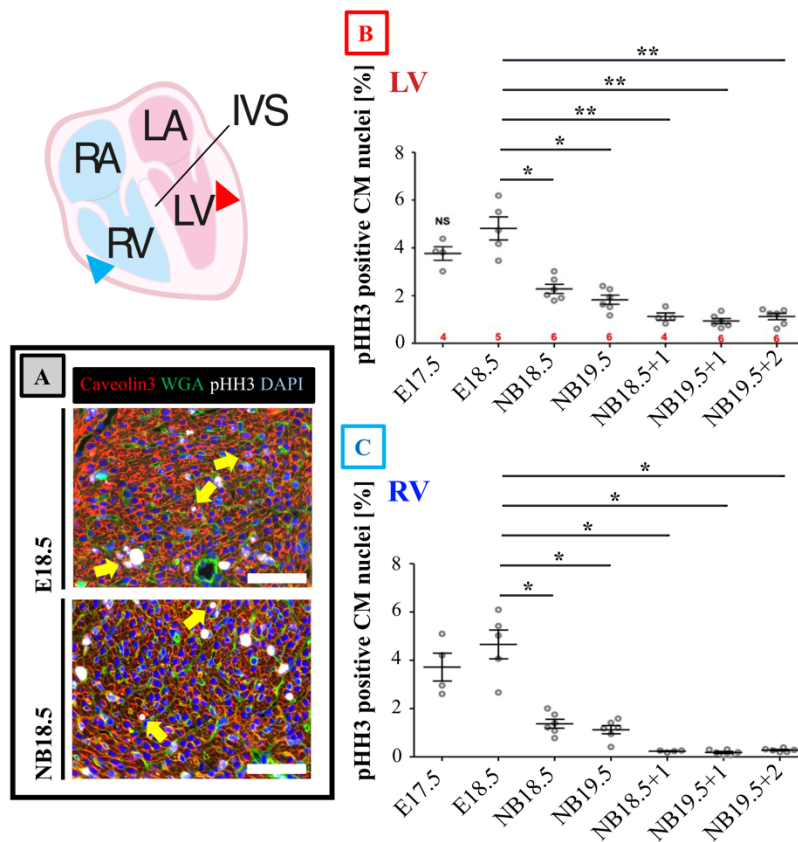 IVS
LA
RA
LV
RV
A
Caveolin3 WGA pHH3 DAPI
E18.5
NB18.5
B
LV
pHH3 positive CM nuclei [%]
**
**
**
*
*
8
6
4
2
0
NS
4 5 6 6 4 6 6
E17.5 E18.5 NB18.5 NB19.5 NB18.5+1 NB19.5+1 NB19.5+2
C
RV
pHH3 positive CM nuclei [%]
*
*
*
*
*
8
6
4
2
0
E17.5 E18.5 NB18.5 NB19.5 NB18.5+1 NB19.5+1 NB19.5+2